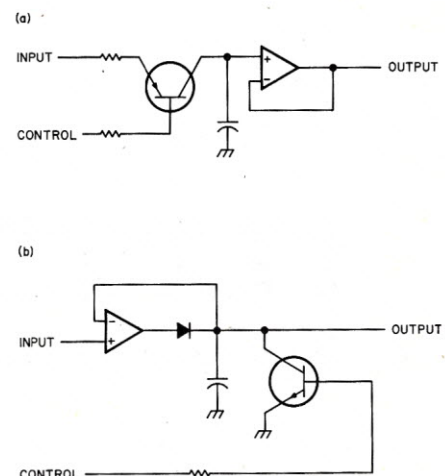 (a)
INPUT
+
-
OUTPUT
CONTROL
(b)
-
+
INPUT
OUTPUT
CONTROL